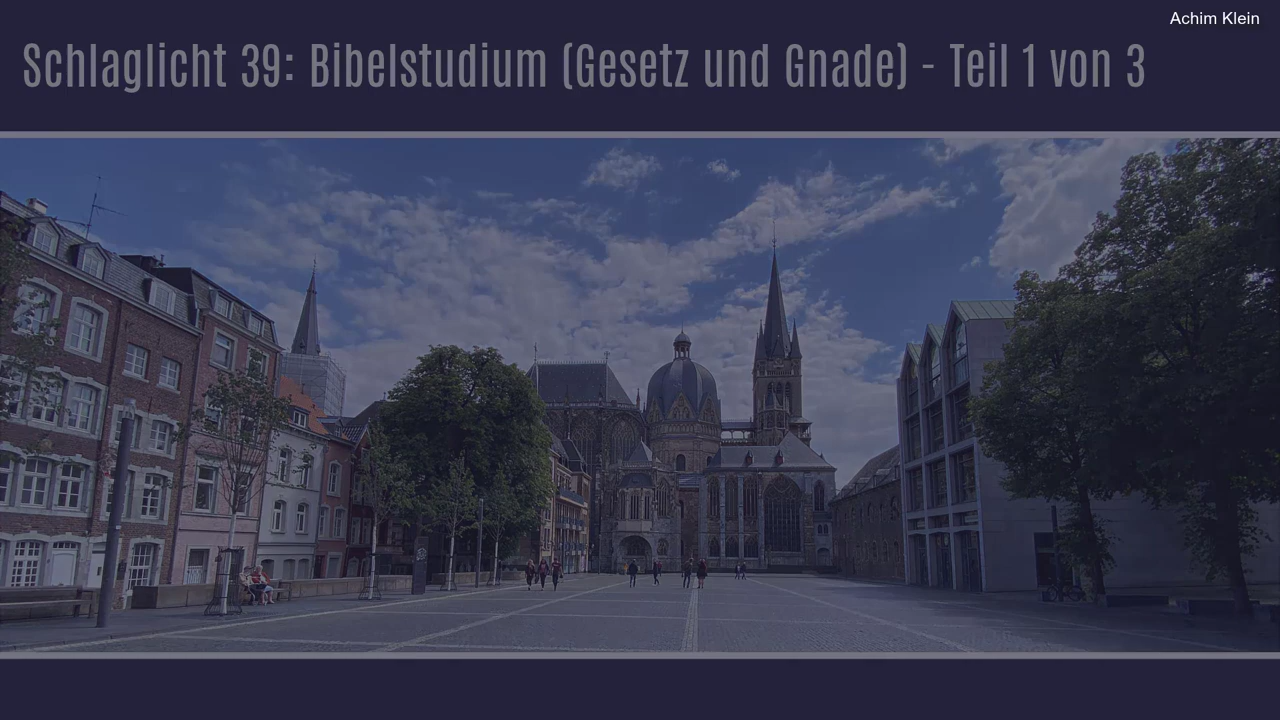 Achim Klein
Schlaglicht 39: Bibelstudium (Gesetz und Gnade) - Teil 1 von 3